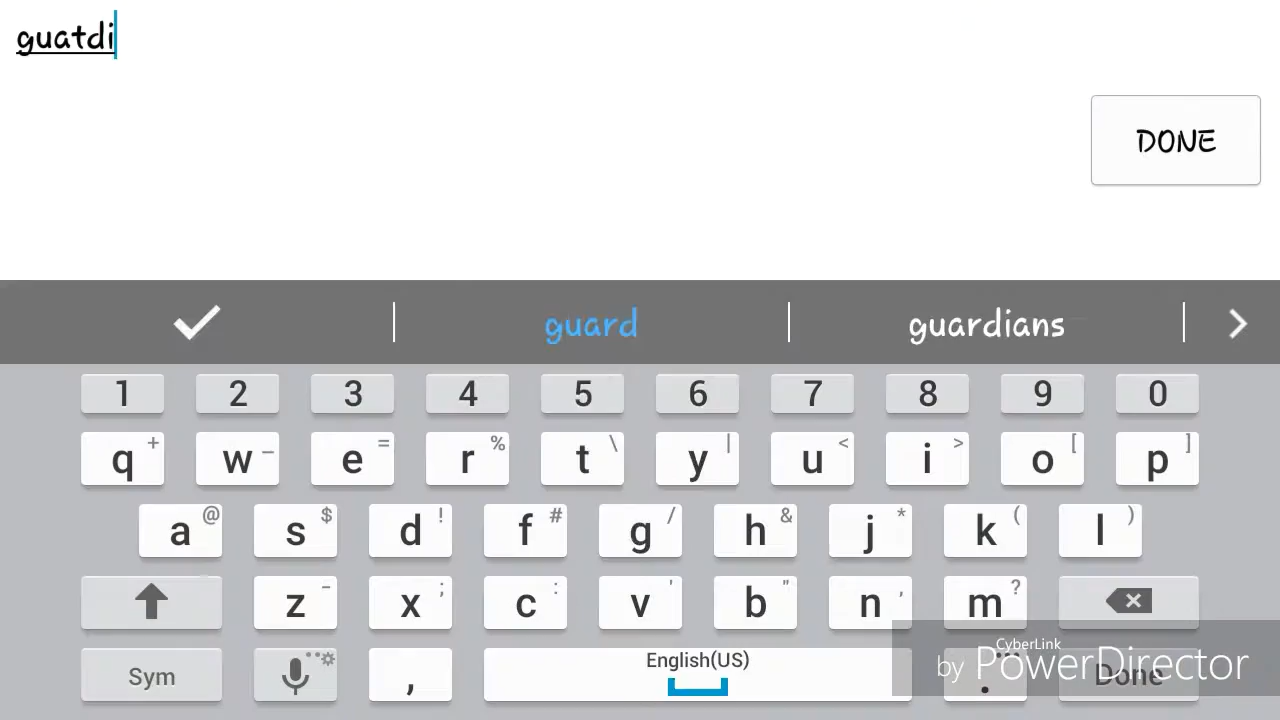 guatdi
DONE
guard guardians
1 2 3 4 5 6 7 8 9 0
q + w – e = r % t \ y | u < i > o [ p ]
a @ s $ d ! f # g / h & j * k ( l )
z - x ; c : v ' b " n , m ?
Sym , English(US) . Done
CyberLink
by PowerDirector